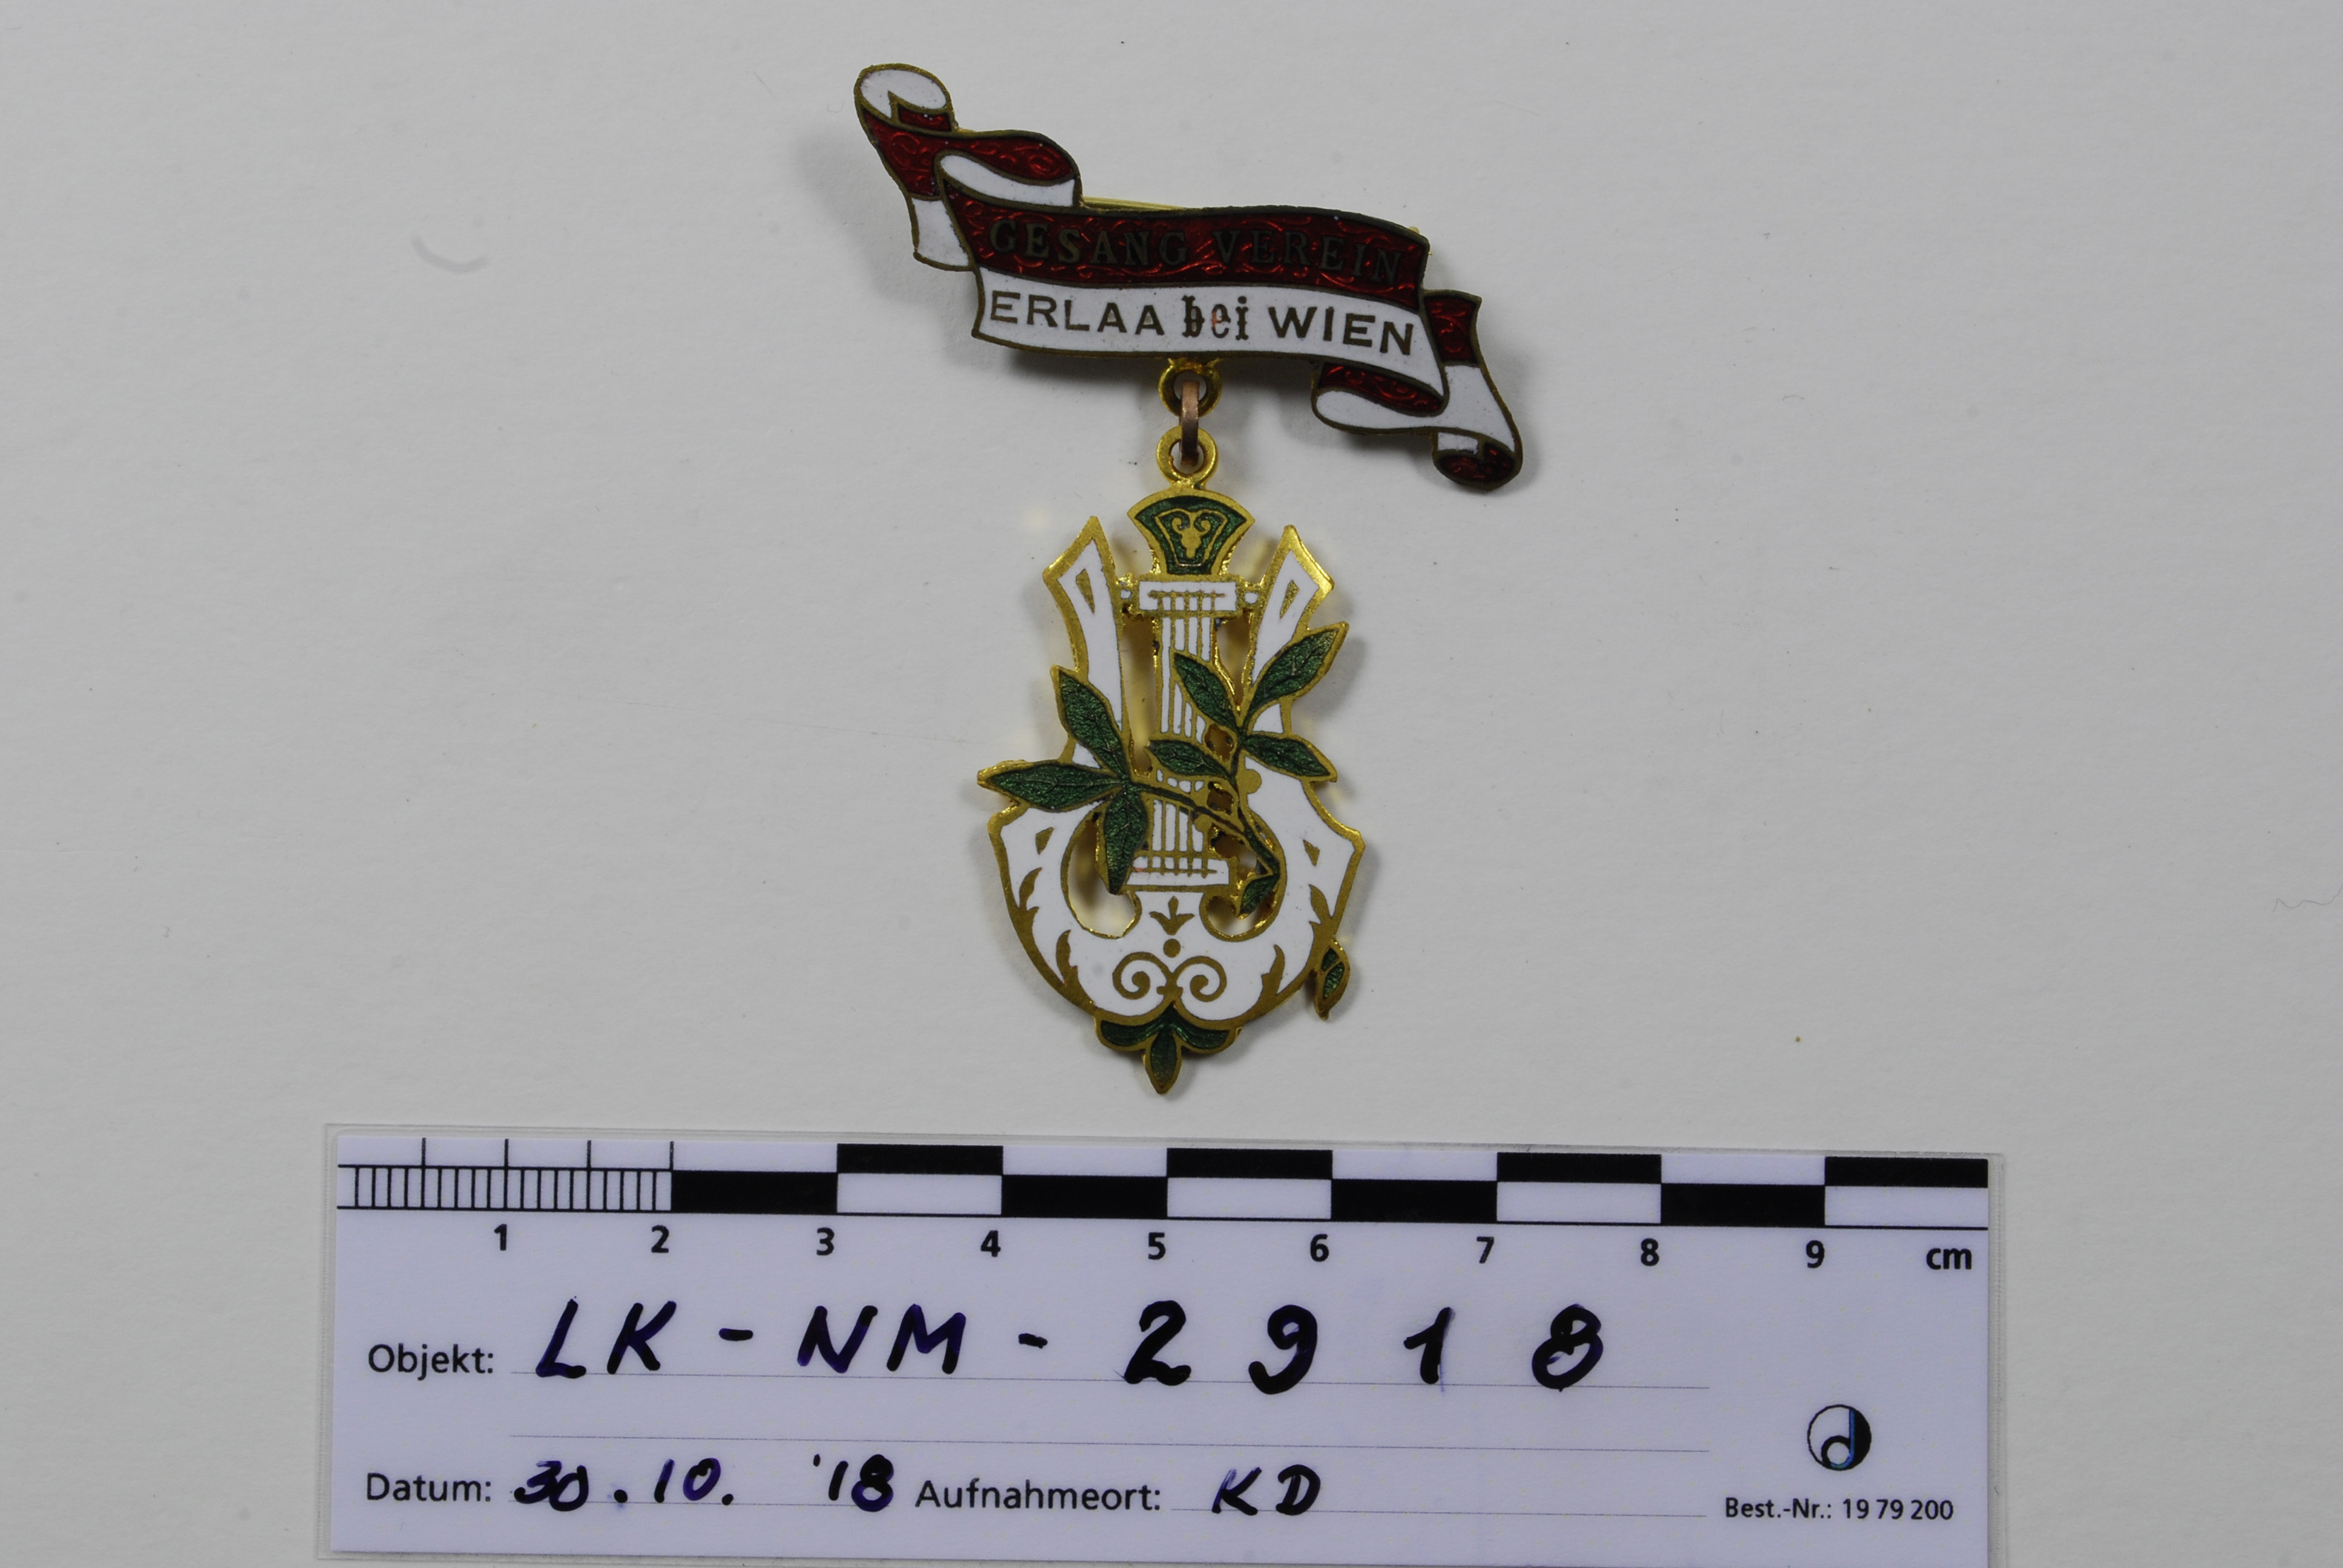 GESANG VEREIN
ERLAA bei WIEN
1 2 3 4 5 6 7 8 9 cm
Objekt: LK-NM-2918
Datum: 30.10. '18 Aufnahmeort: KD
Best.-Nr.: 19 79 200